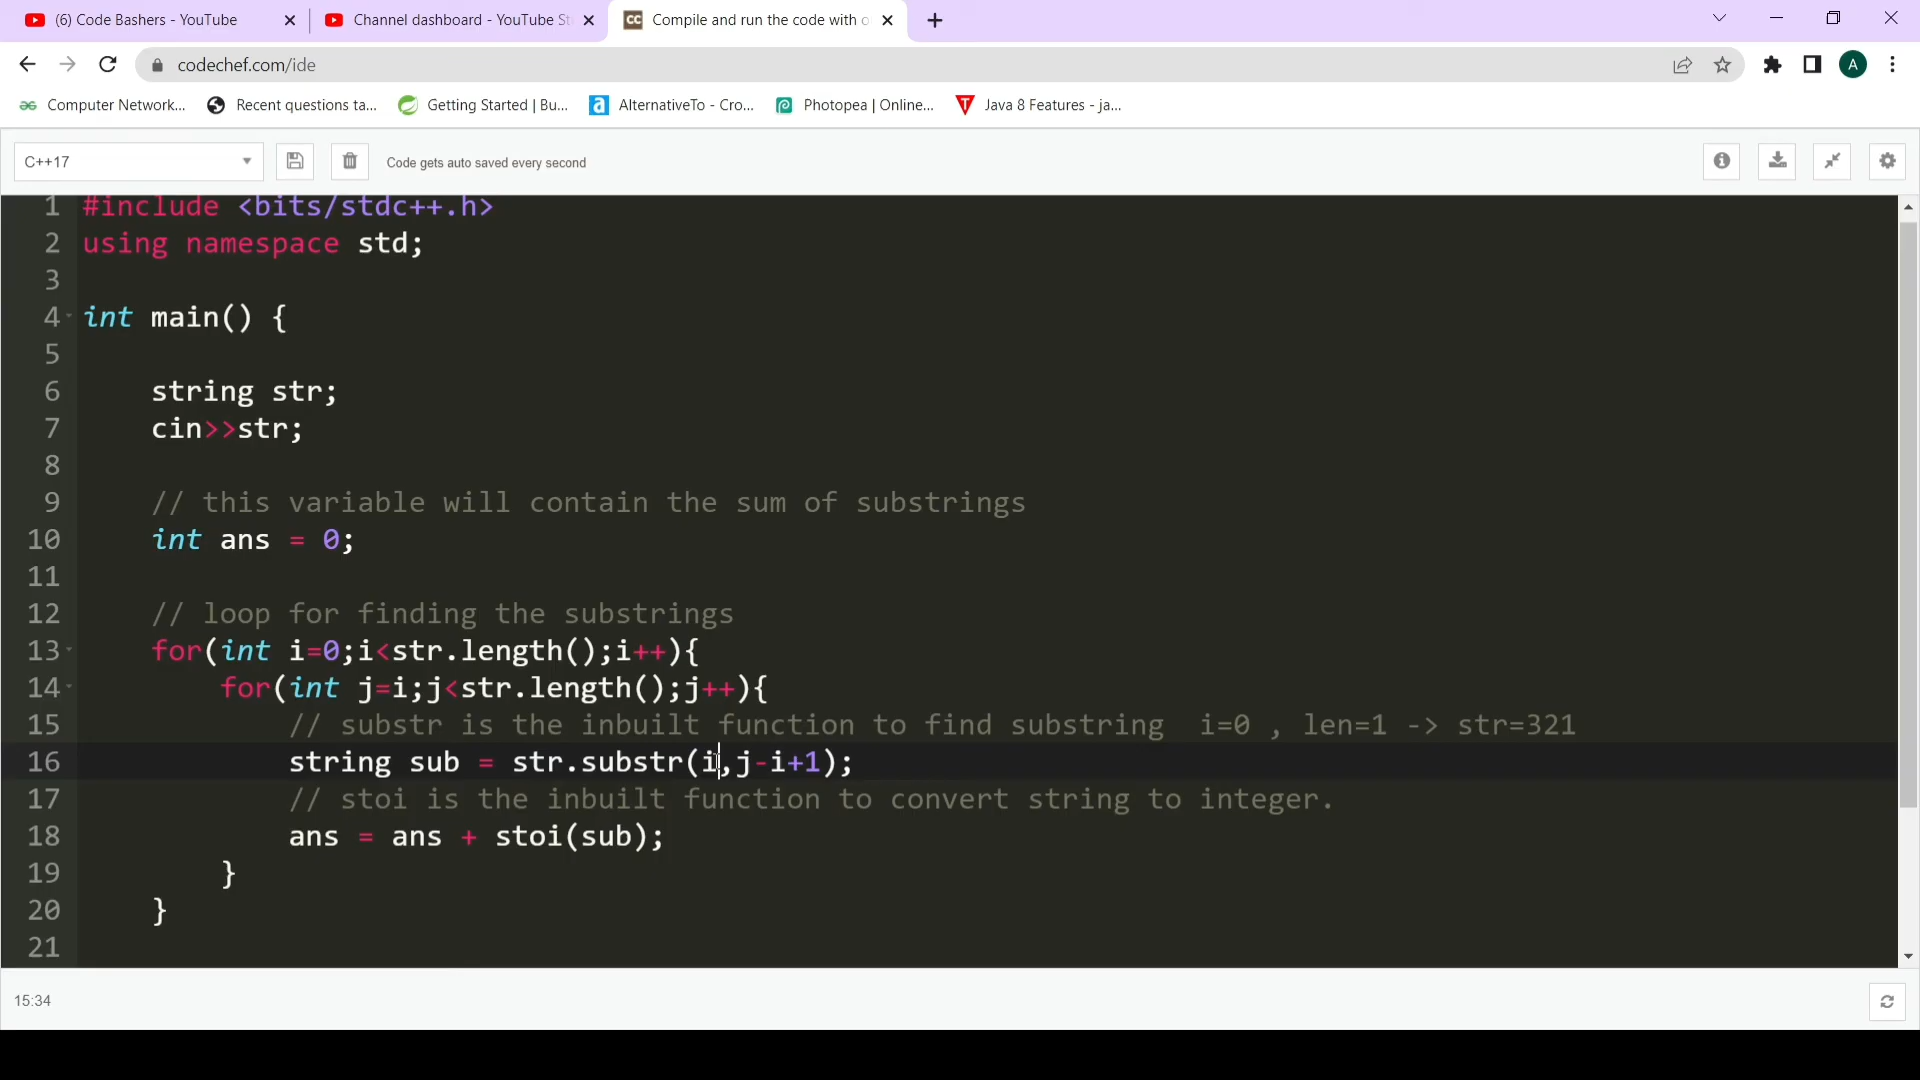 (6) Code Bashers - YouTube
Channel dashboard - YouTube St
CC Compile and run the code with o
codechef.com/ide
A
Computer Network...
Recent questions ta...
Getting Started | Bu...
a AlternativeTo - Cro...
Photopea | Online...
T Java 8 Features - ja...
C++17
Code gets auto saved every second
1 #include <bits/stdc++.h>
2 using namespace std;
3
4 int main() {
5
6 string str;
7 cin>>str;
8
9 // this variable will contain the sum of substrings
10 int ans = 0;
11
12 // loop for finding the substrings
13 for(int i=0;i<str.length();i++){
14 for(int j=i;j<str.length();j++){
15 // substr is the inbuilt function to find substring  i=0 , len=1 -> str=321
16 string sub = str.substr(i,j-i+1);
17 // stoi is the inbuilt function to convert string to integer.
18 ans = ans + stoi(sub);
19 }
20 }
21
15:34